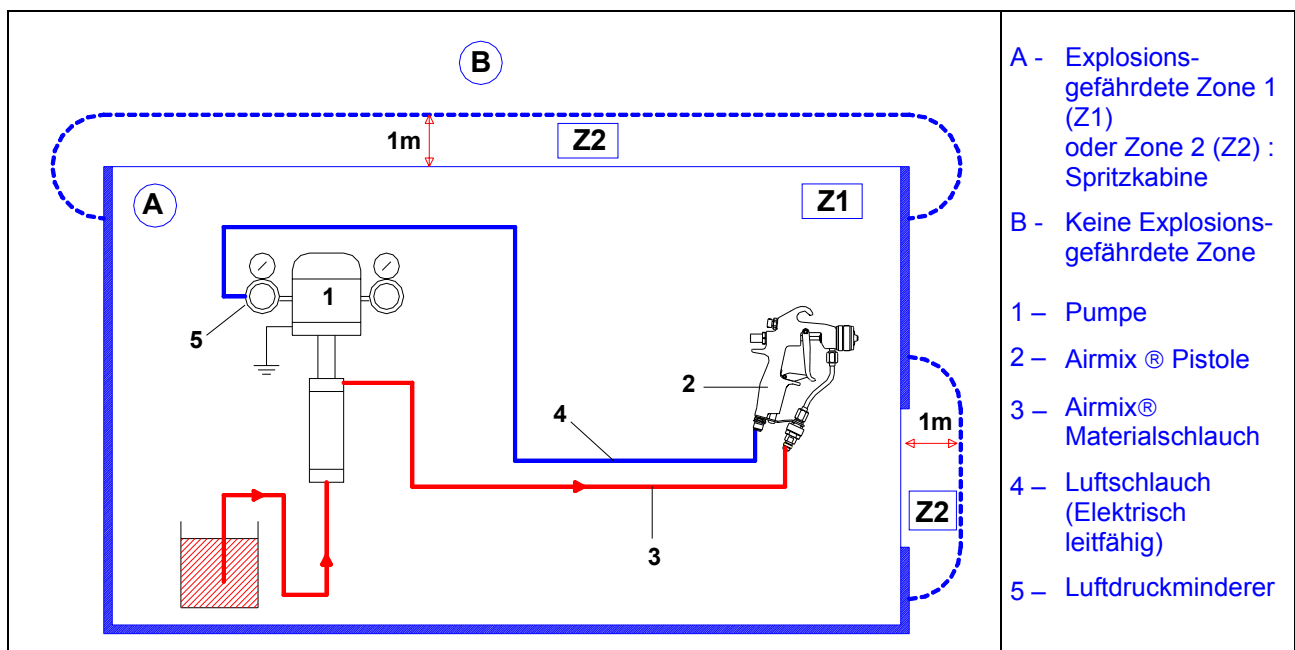 B
1m
Z2
A
Z1
1
5
2
4
1m
Z2
3
A - Explosions-
gefährdete Zone 1
(Z1)
oder Zone 2 (Z2) :
Spritzkabine
B - Keine Explosions-
gefährdete Zone
1 – Pumpe
2 – Airmix ® Pistole
3 – Airmix®
Materialschlauch
4 – Luftschlauch
(Elektrisch
leitfähig)
5 – Luftdruckminderer